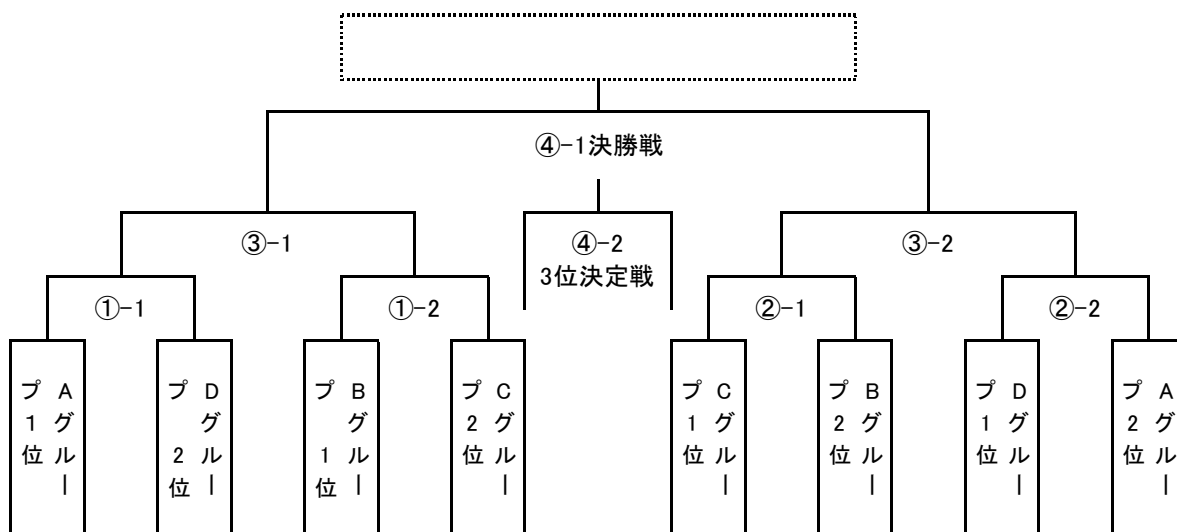 ④-1決勝戦
③-1
④-2
3位決定戦
③-2
①-1
①-2
②-1
②-2
Aグルー
プ1位
Dグルー
プ 2位
Bグルー
プ 1位
Cグルー
プ2位
Cグルー
プ1位
Bグルー
プ2位
Dグルー
プ1位
Aグルー
プ2位